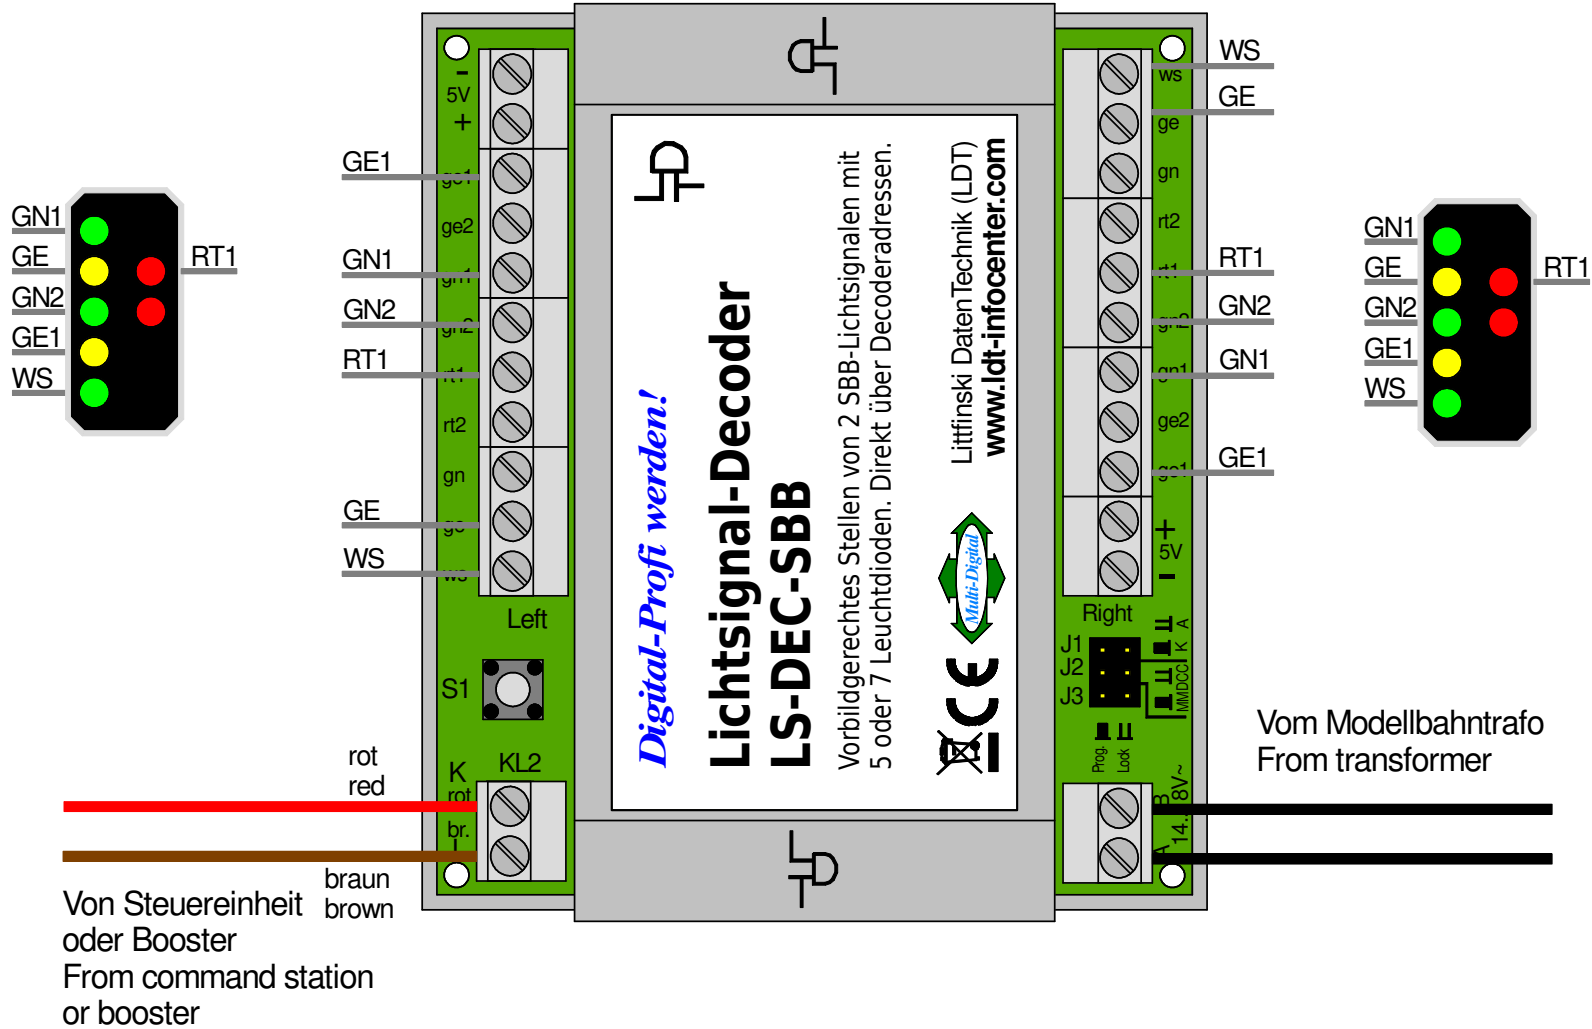 GN1
GE
GN2
GE1
WS
RT1
GE1
GN1
GN2
RT1
GE
WS
-
5V
+
ge1
ge2
gn1
gn2
rt1
rt2
gn
ge
ws
Left
S1
KL2
K
rot
br.
rot
red
braun
brown
Von Steuereinheit
oder Booster
From command station
or booster
Digital-Profi werden!
Lichtsignal-Decoder
LS-DEC-SBB
Vorbildgerechtes Stellen von 2 SBB-Lichtsignalen mit
5 oder 7 Leuchtdioden. Direkt über Decoderadressen.
Littfinski DatenTechnik (LDT)
www.ldt-infocenter.com
Multi-Digital
CE
ws
ge
gn
rt2
rt1
gn2
gn1
ge2
ge1
+
5V
-
Right
J1
J2
J3
A
K
MMDCC
Prog.
Lock
B
A
WS
GE
RT1
GN2
GN1
GE1
GN1
GE
GN2
GE1
WS
RT1
Vom Modellbahntrafo
From transformer